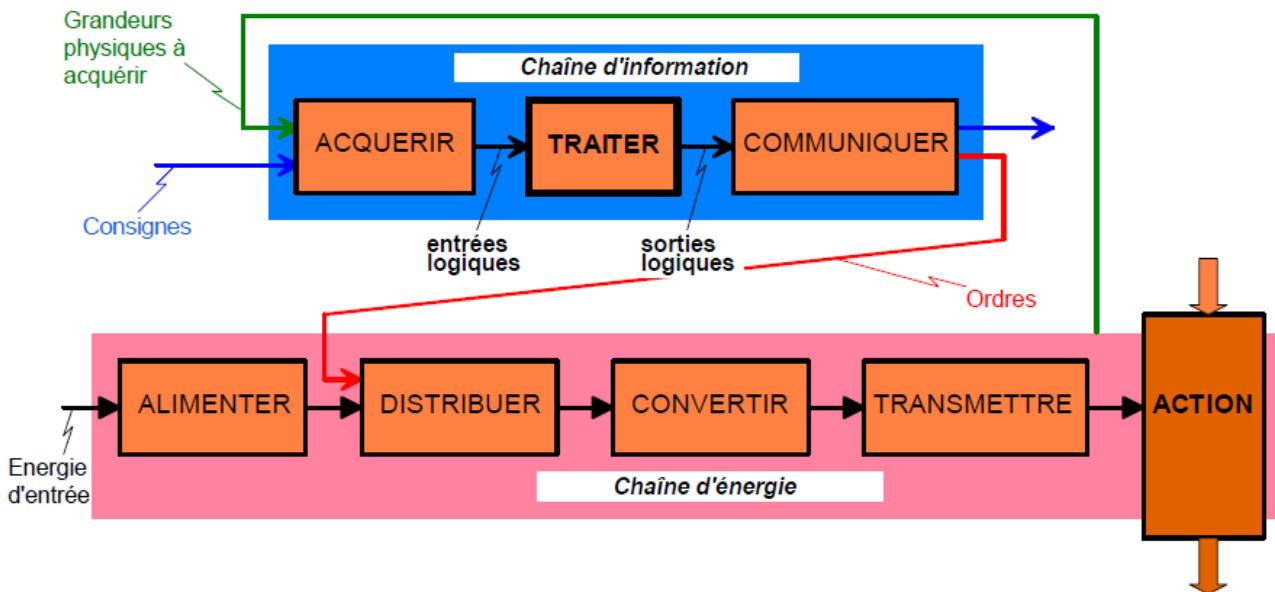 Grandeurs
physiques à
acquérir
Chaîne d'information
ACQUERIR
TRAITER
COMMUNIQUER
Consignes
entrées
logiques
sorties
logiques
Ordres
ALIMENTER
DISTRIBUER
CONVERTIR
TRANSMETTRE
ACTION
Energie
d'entrée
Chaîne d'énergie